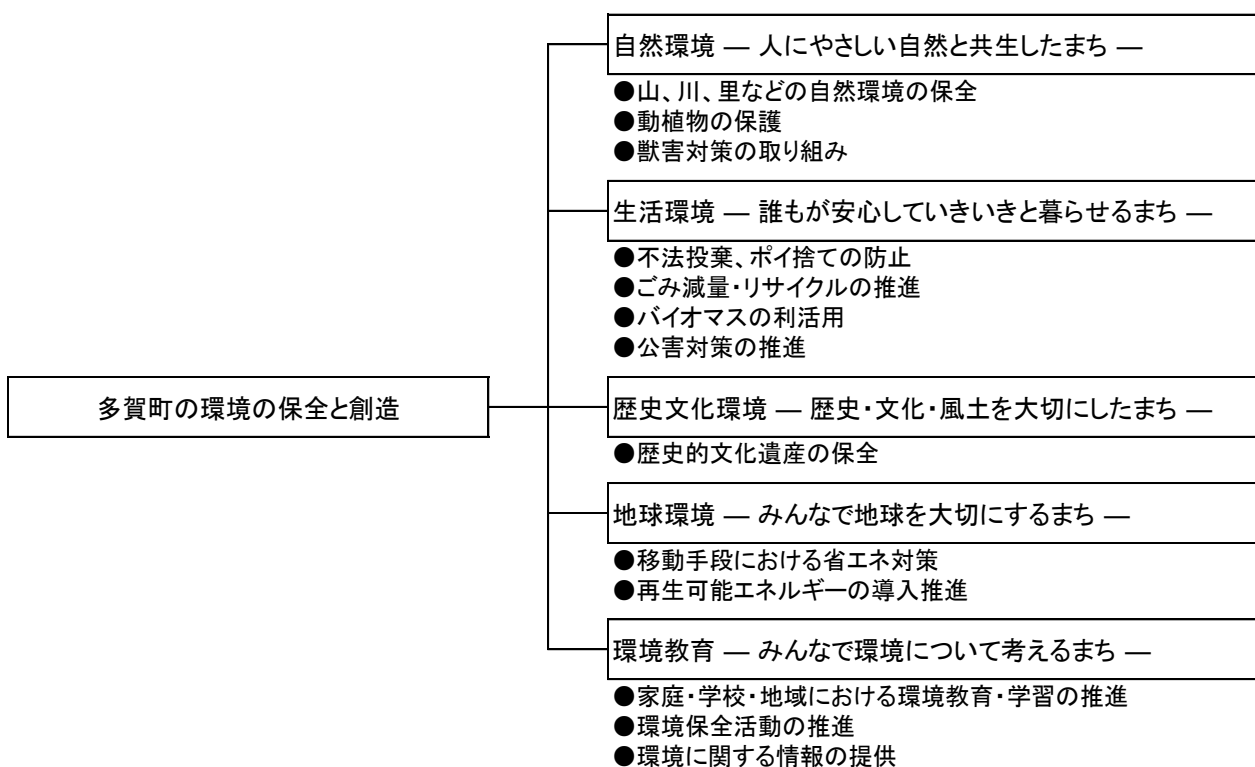 自然環境 ― 人にやさしい自然と共生したまち ―
●山、川、里などの自然環境の保全
●動植物の保護
●獣害対策の取り組み
生活環境 ― 誰もが安心していきいきと暮らせるまち ―
●不法投棄、ポイ捨ての防止
●ごみ減量・リサイクルの推進
●バイオマスの利活用
●公害対策の推進
多賀町の環境の保全と創造
歴史文化環境 ― 歴史・文化・風土を大切にしたまち ―
●歴史的文化遺産の保全
地球環境 ― みんなで地球を大切にするまち ―
●移動手段における省エネ対策
●再生可能エネルギーの導入推進
環境教育 ― みんなで環境について考えるまち ―
●家庭・学校・地域における環境教育・学習の推進
●環境保全活動の推進
●環境に関する情報の提供